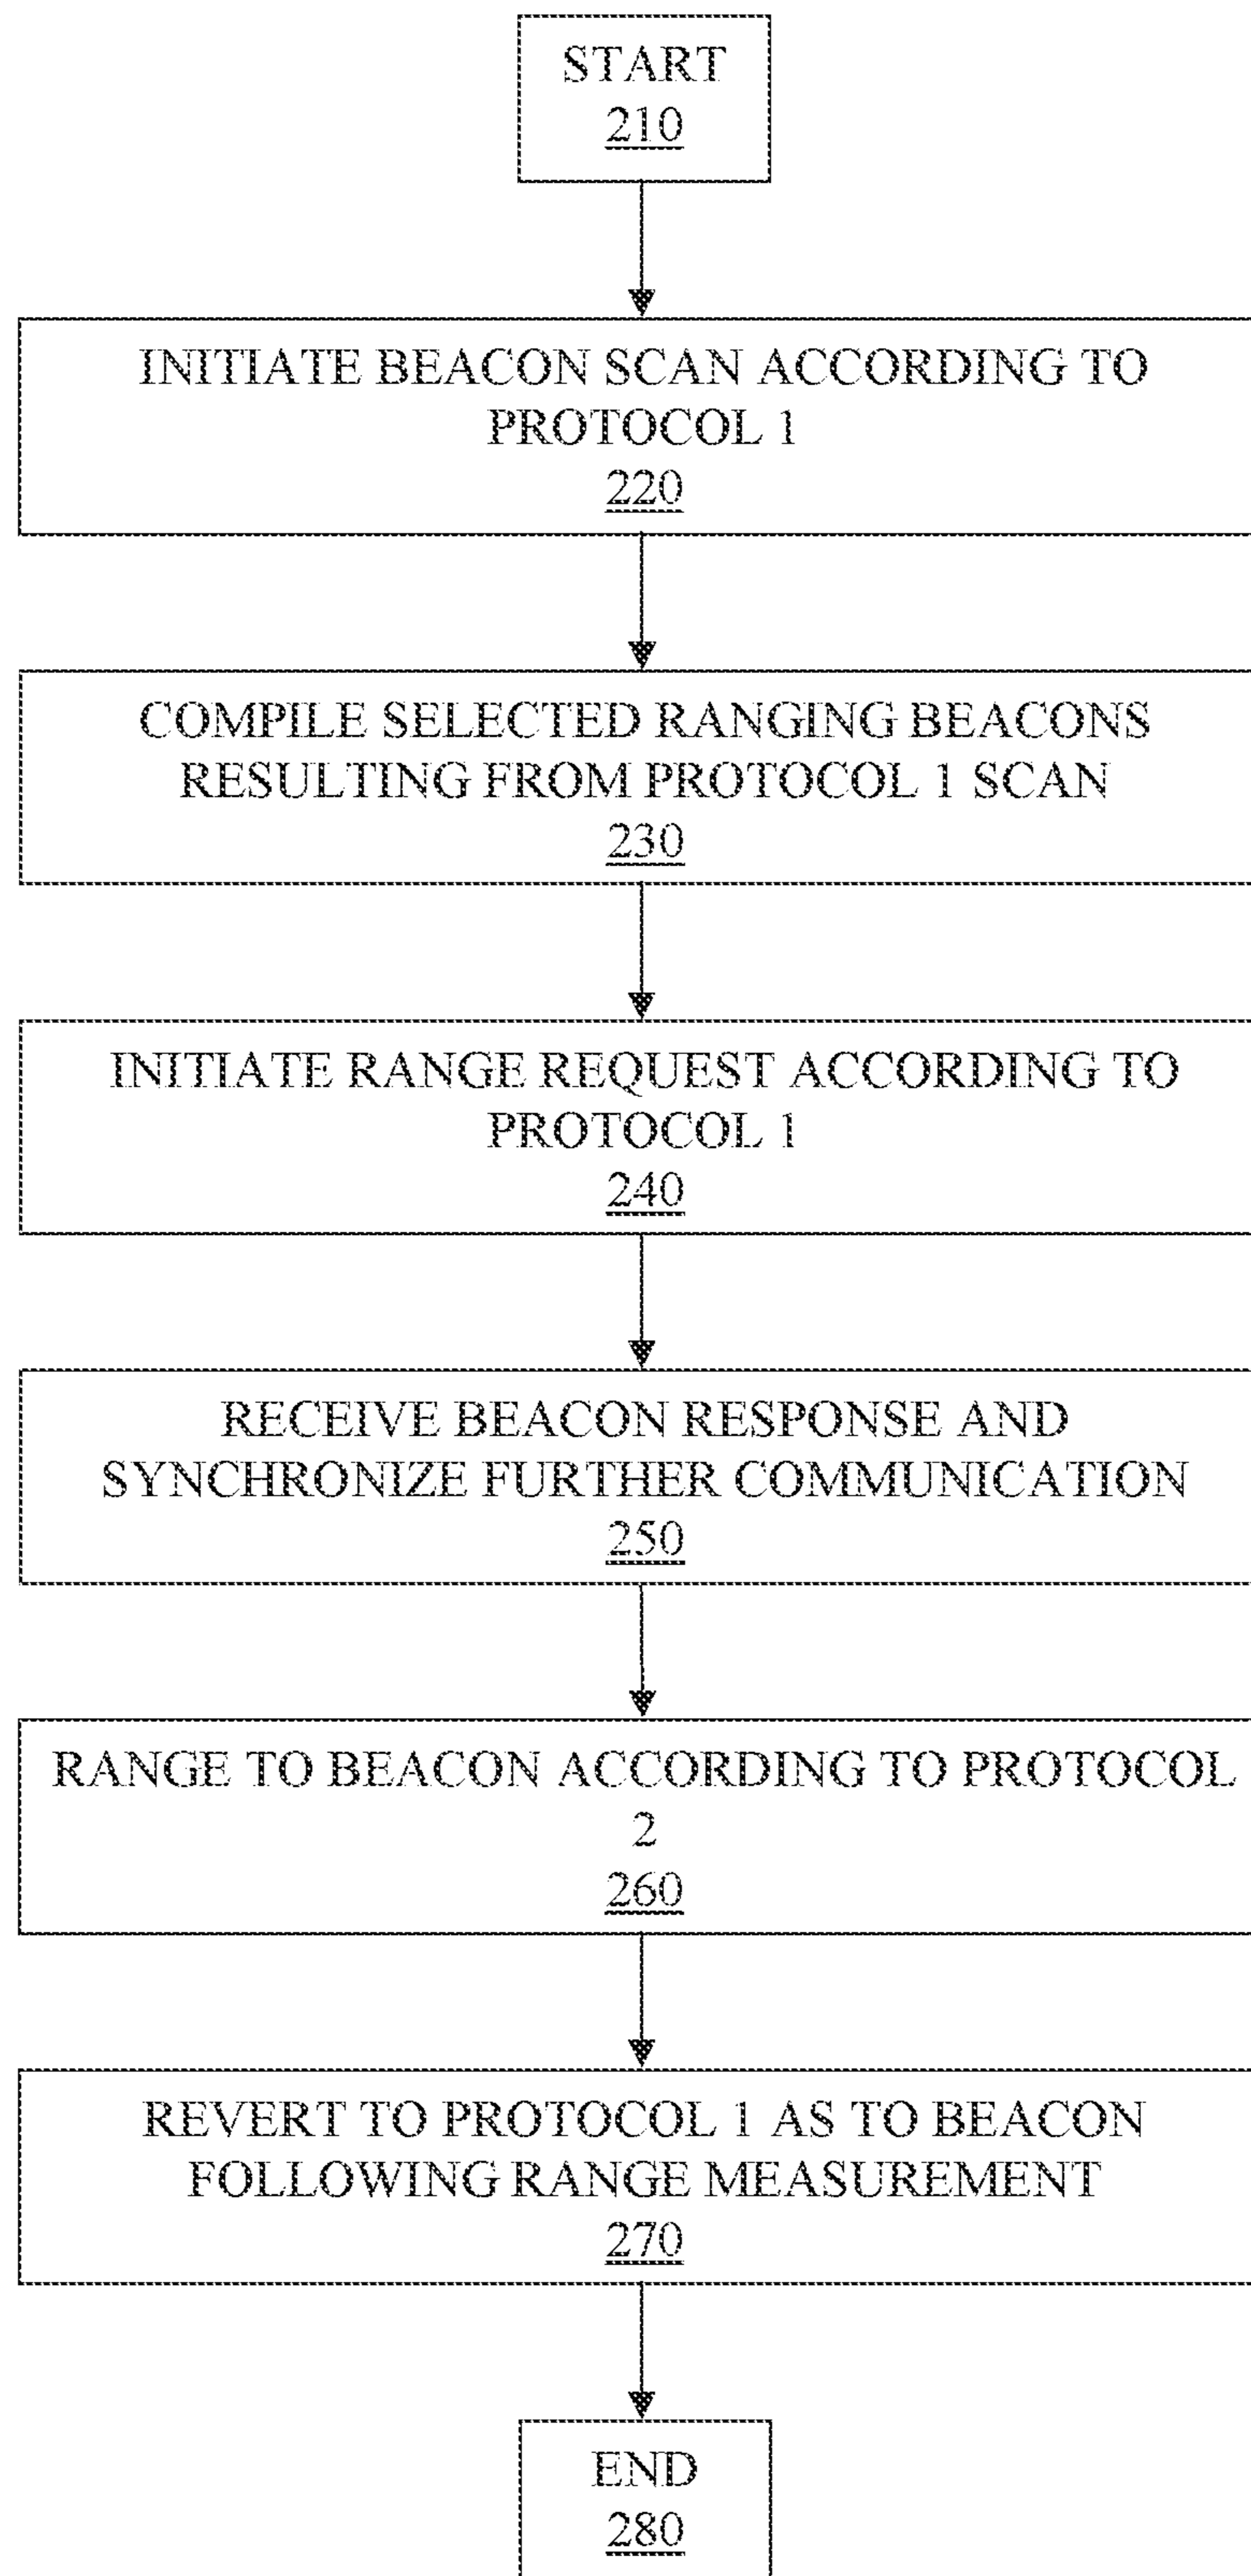 START
210
INITIATE BEACON SCAN ACCORDING TO
PROTOCOL 1
220
COMPILE SELECTED RANGING BEACONS
RESULTING FROM PROTOCOL 1 SCAN
230
INITIATE RANGE REQUEST ACCORDING TO
PROTOCOL 1
240
RECEIVE BEACON RESPONSE AND
SYNCHRONIZE FURTHER COMMUNICATION
250
RANGE TO BEACON ACCORDING TO PROTOCOL
2
260
REVERT TO PROTOCOL 1 AS TO BEACON
FOLLOWING RANGE MEASUREMENT
270
END
280